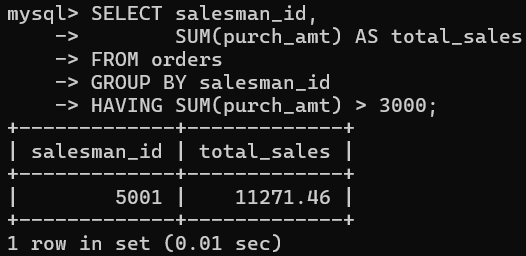 mysql> SELECT salesman_id,
    ->        SUM(purch_amt) AS total_sales
    -> FROM orders
    -> GROUP BY salesman_id
    -> HAVING SUM(purch_amt) > 3000;
+-------------+-------------+
| salesman_id | total_sales |
+-------------+-------------+
|        5001 |    11271.46 |
+-------------+-------------+
1 row in set (0.01 sec)